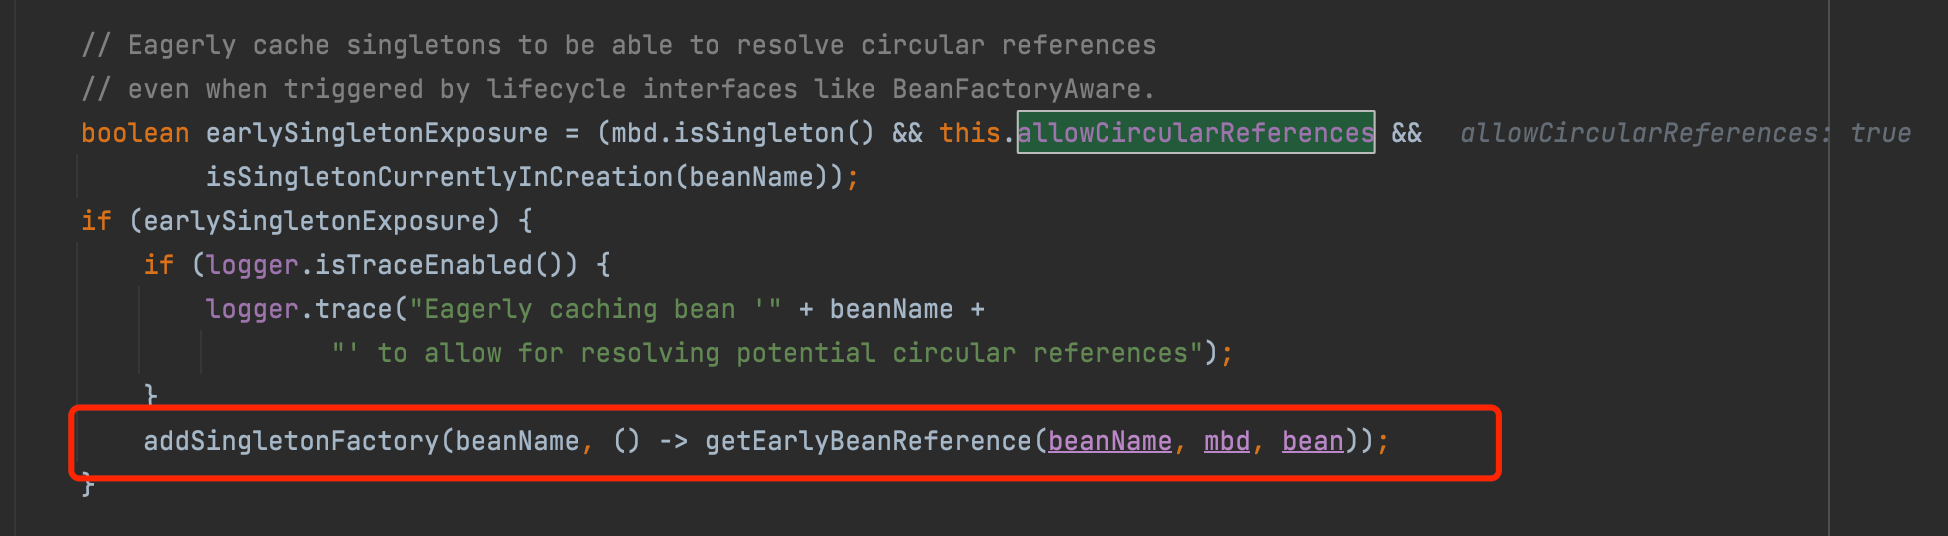 // Eagerly cache singletons to be able to resolve circular references
// even when triggered by lifecycle interfaces like BeanFactoryAware.
boolean earlySingletonExposure = (mbd.isSingleton() && this.allowCircularReferences &&   allowCircularReferences: true
        isSingletonCurrentlyInCreation(beanName));
if (earlySingletonExposure) {
    if (logger.isTraceEnabled()) {
        logger.trace("Eagerly caching bean '" + beanName +
                "' to allow for resolving potential circular references");
    }
    addSingletonFactory(beanName, () -> getEarlyBeanReference(beanName, mbd, bean));
}